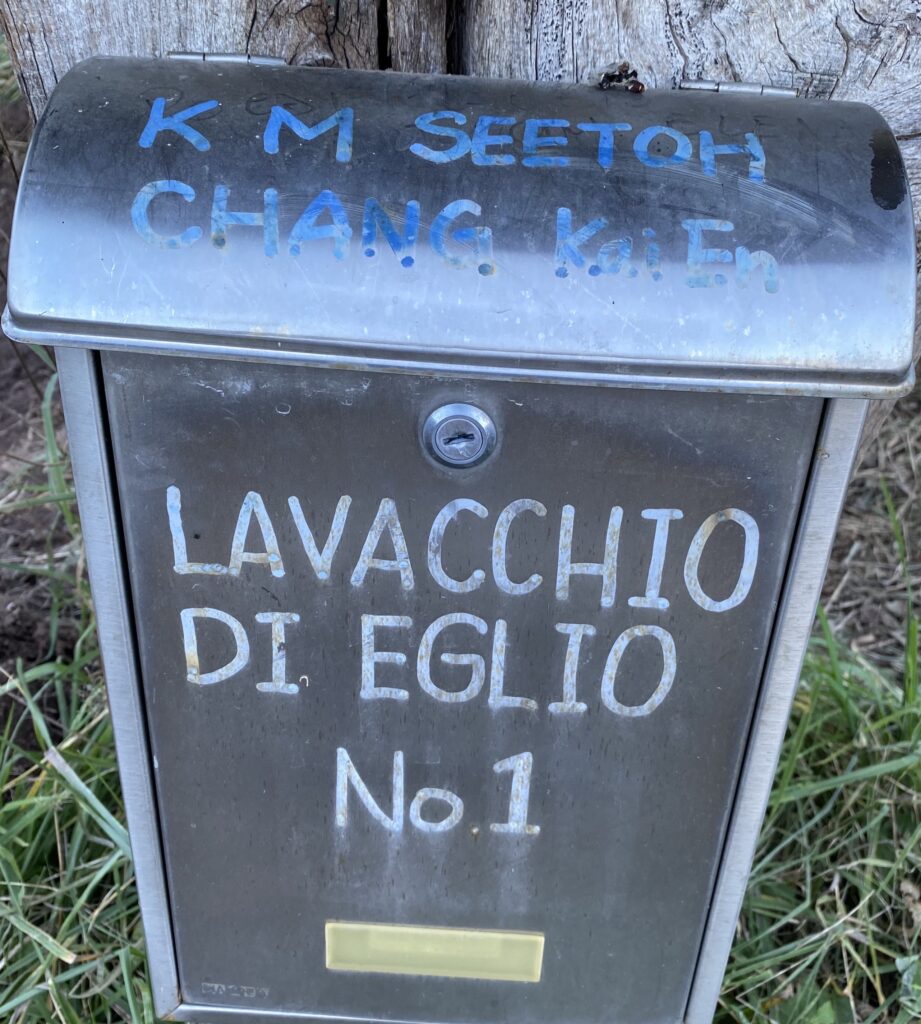 K M SEETOH
CHANG Kai En
LAVACCHIO
DI EGLIO
No.1